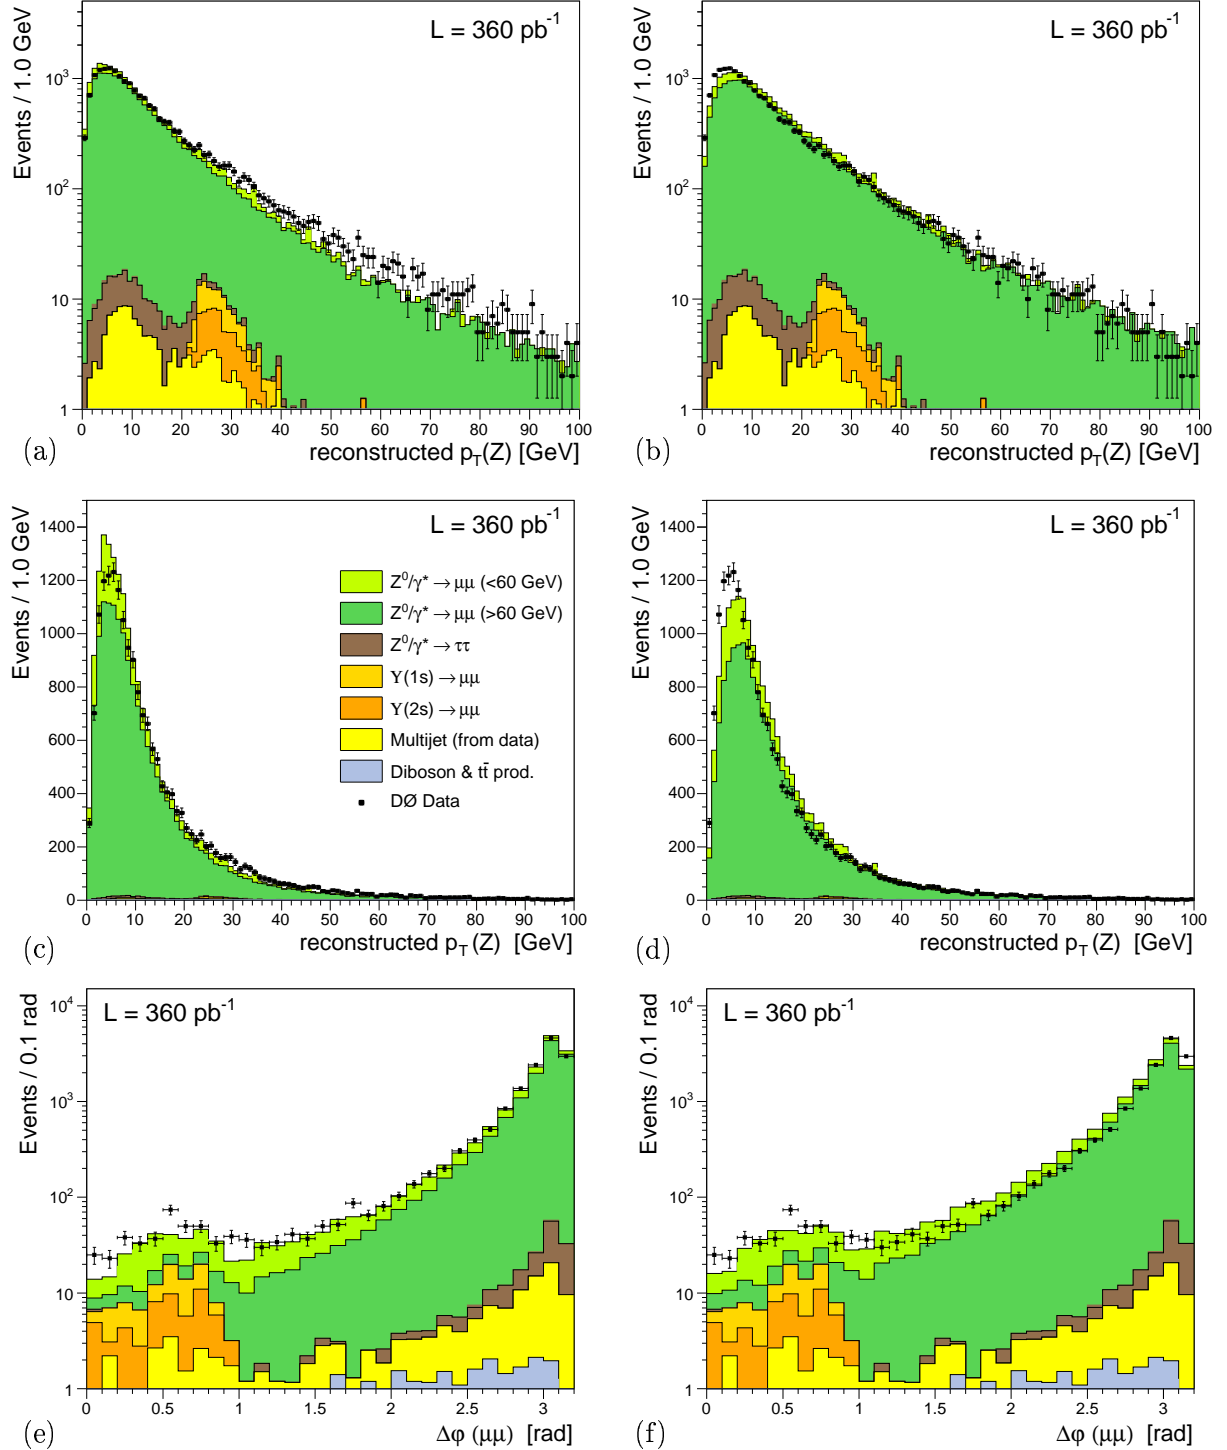 L = 360 pb⁻¹
Events / 1.0 GeV
10³
10²
10
1
0 10 20 30 40 50 60 70 80 90 100
(a) reconstructed p_T(Z) [GeV]
L = 360 pb⁻¹
Events / 1.0 GeV
10³
10²
10
1
0 10 20 30 40 50 60 70 80 90 100
(b) reconstructed p_T(Z) [GeV]
L = 360 pb⁻¹
Events / 1.0 GeV
1400
1200
1000
800
600
400
200
0
Z⁰/γ* → μμ (<60 GeV)
Z⁰/γ* → μμ (>60 GeV)
Z⁰/γ* → ττ
ϒ(1s) → μμ
ϒ(2s) → μμ
Multijet (from data)
Diboson & tt̄ prod.
DØ Data
0 10 20 30 40 50 60 70 80 90 100
(c) reconstructed p_T(Z) [GeV]
L = 360 pb⁻¹
Events / 1.0 GeV
1400
1200
1000
800
600
400
200
0
0 10 20 30 40 50 60 70 80 90 100
(d) reconstructed p_T(Z) [GeV]
L = 360 pb⁻¹
Events / 0.1 rad
10⁴
10³
10²
10
1
0 0.5 1 1.5 2 2.5 3
(e) Δφ (μμ) [rad]
L = 360 pb⁻¹
Events / 0.1 rad
10⁴
10³
10²
10
1
0 0.5 1 1.5 2 2.5 3
(f) Δφ (μμ) [rad]